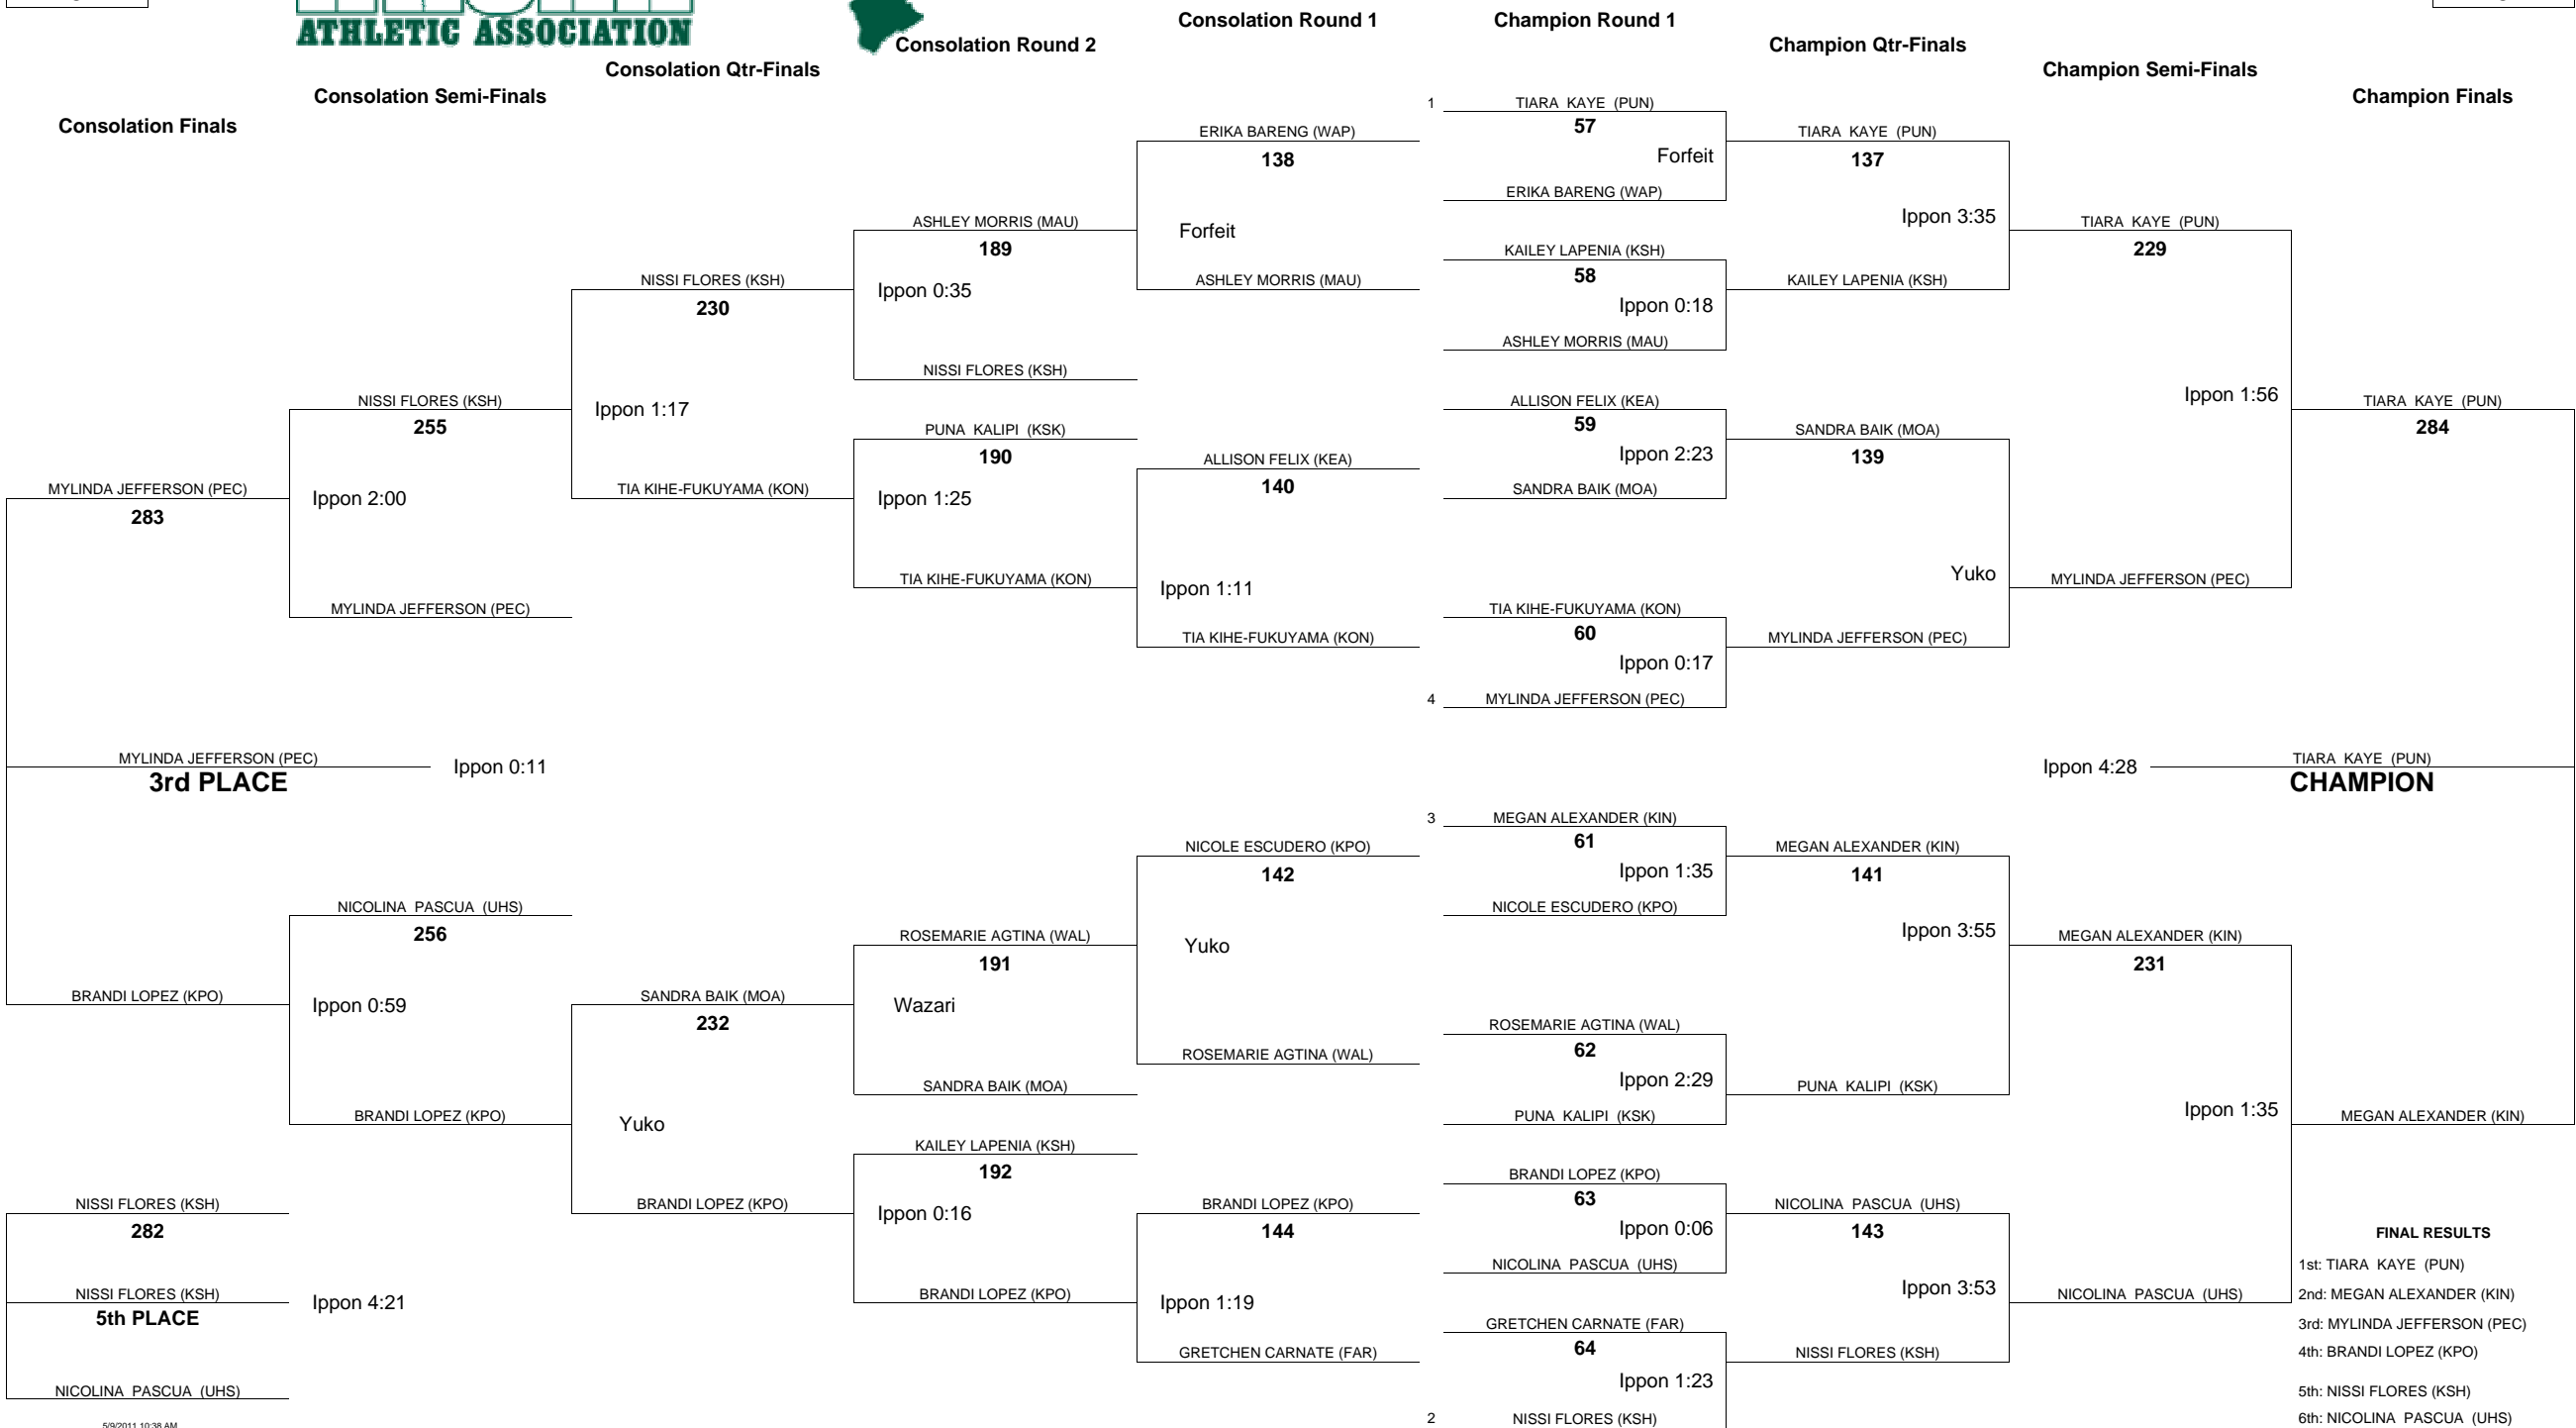 ATHLETIC ASSOCIATION
Consolation Round 1
Champion Round 1
Consolation Round 2
Champion Qtr-Finals
Consolation Qtr-Finals
Champion Semi-Finals
Consolation Semi-Finals
Champion Finals
Consolation Finals
1 TIARA KAYE (PUN)
57
Forfeit
ERIKA BARENG (WAP)
KAILEY LAPENIA (KSH)
58
Ippon 0:18
ASHLEY MORRIS (MAU)
ALLISON FELIX (KEA)
59
Ippon 2:23
SANDRA BAIK (MOA)
TIA KIHE-FUKUYAMA (KON)
60
Ippon 0:17
4 MYLINDA JEFFERSON (PEC)
3 MEGAN ALEXANDER (KIN)
61
Ippon 1:35
NICOLE ESCUDERO (KPO)
ROSEMARIE AGTINA (WAL)
62
Ippon 2:29
PUNA KALIPI (KSK)
BRANDI LOPEZ (KPO)
63
Ippon 0:06
NICOLINA PASCUA (UHS)
GRETCHEN CARNATE (FAR)
64
Ippon 1:23
2 NISSI FLORES (KSH)
TIARA KAYE (PUN)
137
Ippon 3:35
KAILEY LAPENIA (KSH)
SANDRA BAIK (MOA)
139
Yuko
MYLINDA JEFFERSON (PEC)
MEGAN ALEXANDER (KIN)
141
Ippon 3:55
PUNA KALIPI (KSK)
NICOLINA PASCUA (UHS)
143
Ippon 3:53
NISSI FLORES (KSH)
TIARA KAYE (PUN)
229
Ippon 1:56
MYLINDA JEFFERSON (PEC)
MEGAN ALEXANDER (KIN)
231
Ippon 1:35
NICOLINA PASCUA (UHS)
TIARA KAYE (PUN)
284
Ippon 4:28
TIARA KAYE (PUN)
CHAMPION
MEGAN ALEXANDER (KIN)
ERIKA BARENG (WAP)
138
Forfeit
ASHLEY MORRIS (MAU)
ALLISON FELIX (KEA)
140
Ippon 1:11
TIA KIHE-FUKUYAMA (KON)
NICOLE ESCUDERO (KPO)
142
Yuko
ROSEMARIE AGTINA (WAL)
BRANDI LOPEZ (KPO)
144
Ippon 1:19
GRETCHEN CARNATE (FAR)
ASHLEY MORRIS (MAU)
189
Ippon 0:35
NISSI FLORES (KSH)
PUNA KALIPI (KSK)
190
Ippon 1:25
TIA KIHE-FUKUYAMA (KON)
ROSEMARIE AGTINA (WAL)
191
Wazari
SANDRA BAIK (MOA)
KAILEY LAPENIA (KSH)
192
Ippon 0:16
BRANDI LOPEZ (KPO)
NISSI FLORES (KSH)
230
Ippon 1:17
TIA KIHE-FUKUYAMA (KON)
SANDRA BAIK (MOA)
232
Yuko
BRANDI LOPEZ (KPO)
NISSI FLORES (KSH)
255
Ippon 2:00
MYLINDA JEFFERSON (PEC)
NICOLINA PASCUA (UHS)
256
Ippon 0:59
BRANDI LOPEZ (KPO)
MYLINDA JEFFERSON (PEC)
283
MYLINDA JEFFERSON (PEC)
3rd PLACE
Ippon 0:11
BRANDI LOPEZ (KPO)
NISSI FLORES (KSH)
282
NISSI FLORES (KSH)
5th PLACE
Ippon 4:21
NICOLINA PASCUA (UHS)
FINAL RESULTS
1st: TIARA KAYE (PUN)
2nd: MEGAN ALEXANDER (KIN)
3rd: MYLINDA JEFFERSON (PEC)
4th: BRANDI LOPEZ (KPO)
5th: NISSI FLORES (KSH)
6th: NICOLINA PASCUA (UHS)
5/9/2011 10:38 AM